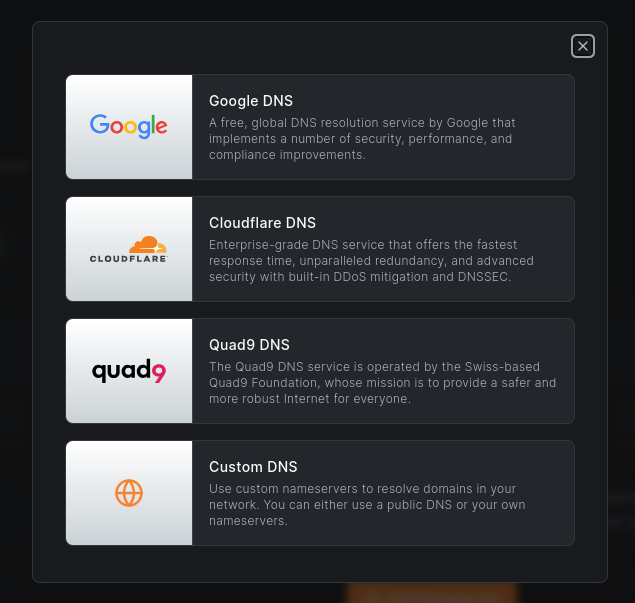 Google
Google DNS
A free, global DNS resolution service by Google that
implements a number of security, performance, and
compliance improvements.
CLOUDFLARE
Cloudflare DNS
Enterprise-grade DNS service that offers the fastest
response time, unparalleled redundancy, and advanced
security with built-in DDoS mitigation and DNSSEC.
quad9
Quad9 DNS
The Quad9 DNS service is operated by the Swiss-based
Quad9 Foundation, whose mission is to provide a safer and
more robust Internet for everyone.
Custom DNS
Use custom nameservers to resolve domains in your
network. You can either use a public DNS or your own
nameservers.